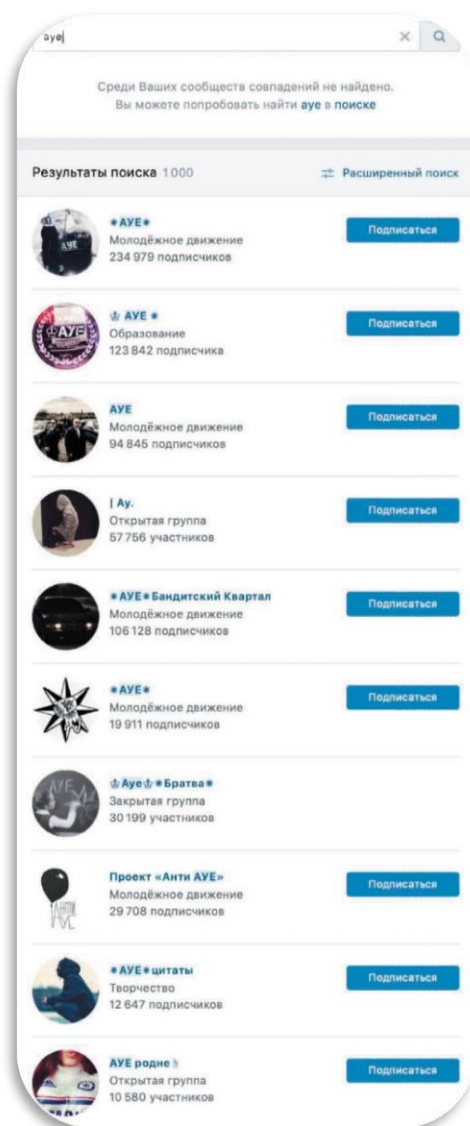 ауе
Среди Ваших сообществ совпадений не найдено.
Вы можете попробовать найти ауе в поиске
Результаты поиска 1000
Расширенный поиск
✷АУЕ✷
Молодёжное движение
234 979 подписчиков
Подписаться
♔ АУЕ ✷
Образование
123 842 подписчика
Подписаться
АУЕ
Молодёжное движение
94 845 подписчиков
Подписаться
| Ау.
Открытая группа
57 756 участников
Подписаться
✷АУЕ✷Бандитский Квартал
Молодёжное движение
106 128 подписчиков
Подписаться
✷АУЕ✷
Молодёжное движение
19 911 подписчиков
Подписаться
♔Ауе♔✷Братва✷
Закрытая группа
30 199 участников
Проект «Анти АУЕ»
Молодёжное движение
29 708 подписчиков
Подписаться
✷АУЕ✷цитаты
Творчество
12 647 подписчиков
Подписаться
АУЕ родне
Открытая группа
10 580 участников
Подписаться